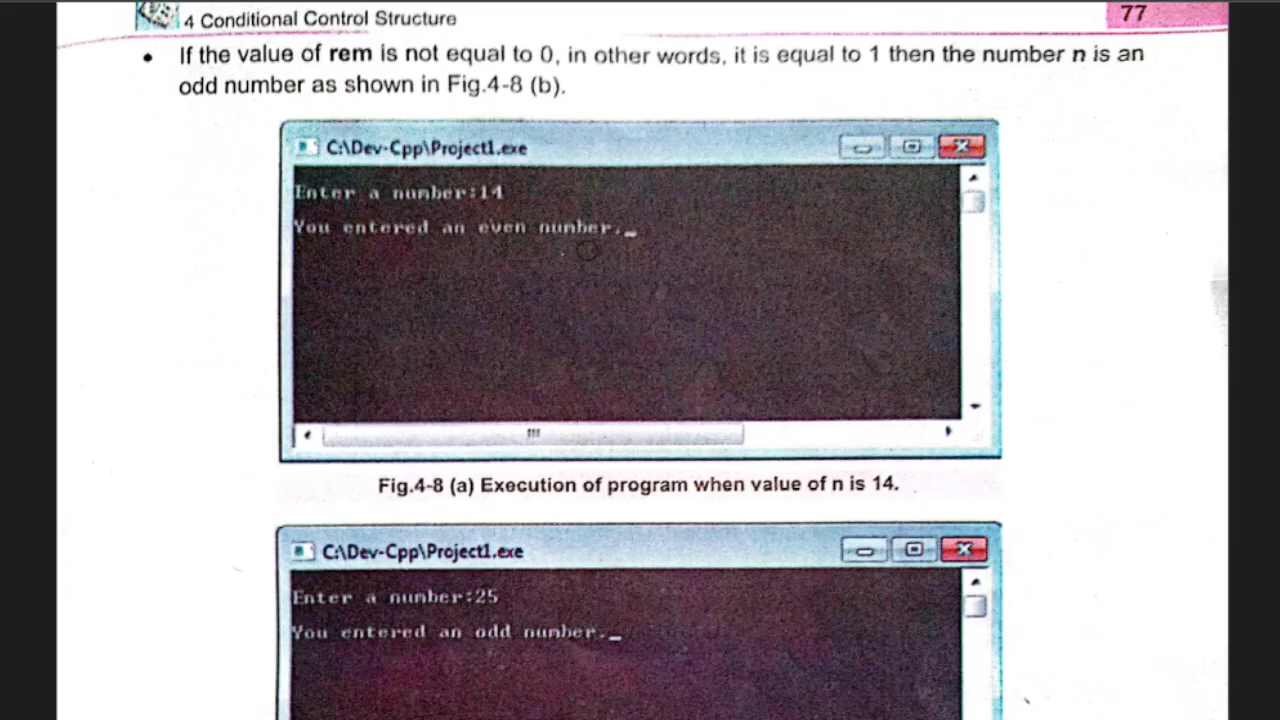 4 Conditional Control Structure
77
• If the value of rem is not equal to 0, in other words, it is equal to 1 then the number n is an
odd number as shown in Fig.4-8 (b).
C:\Dev-Cpp\Project1.exe
Enter a number:14
You entered an even number._
Fig.4-8 (a) Execution of program when value of n is 14.
C:\Dev-Cpp\Project1.exe
Enter a number:25
You entered an odd number._